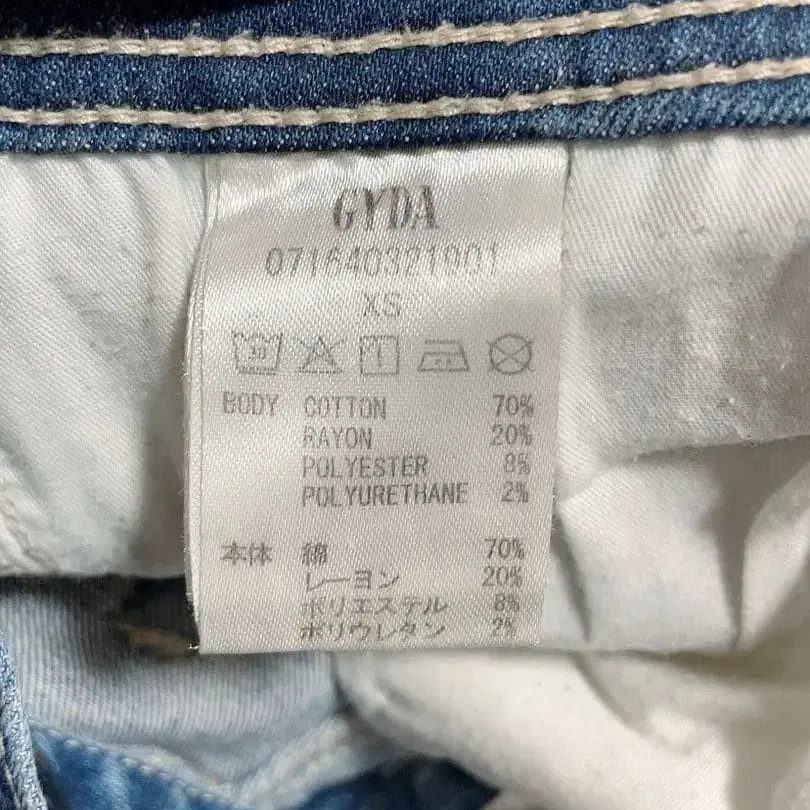 GYDA
071640321901
XS
BODY COTTON 70%
RAYON 20%
POLYESTER 8%
POLYURETHANE 2%
本体 綿 70%
レーヨン 20%
ポリエステル 8%
ポリウレタン 2%